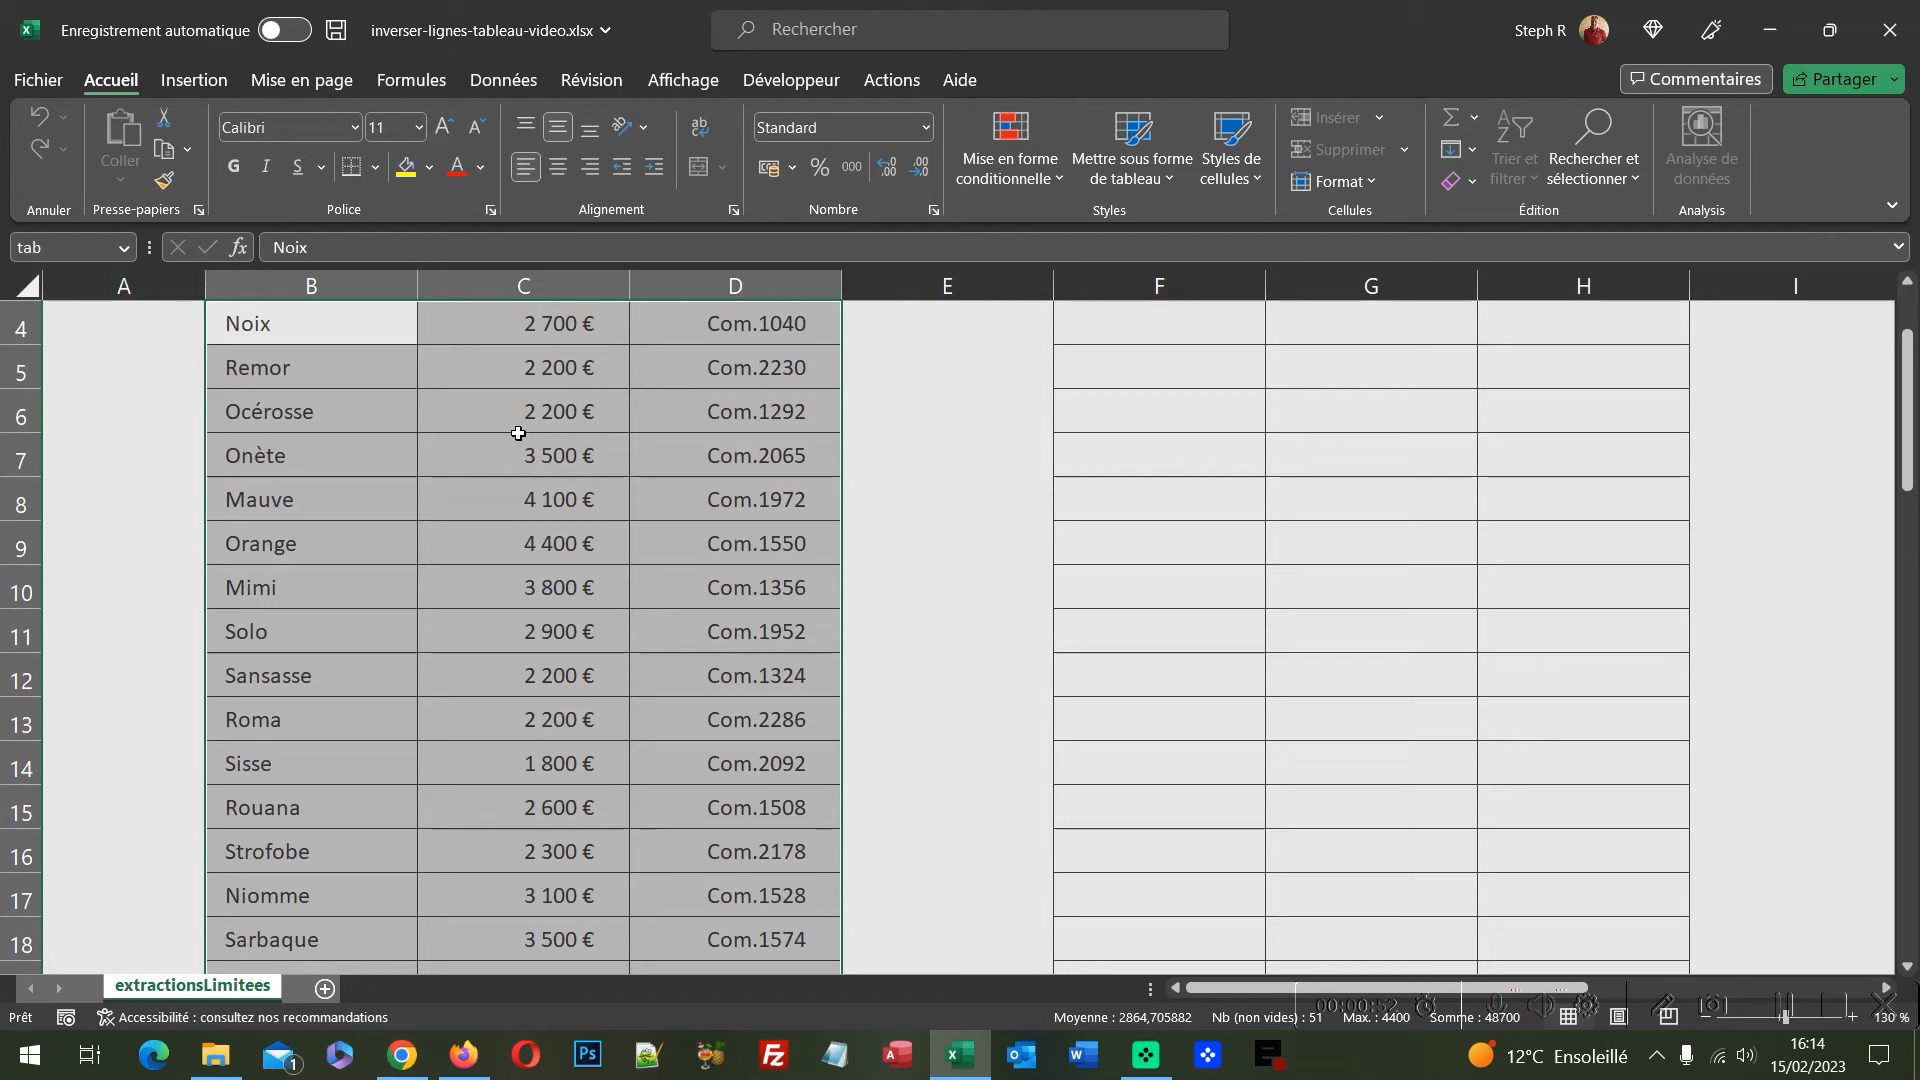 Enregistrement automatique inverser-lignes-tableau-video.xlsx Rechercher Steph R
Fichier Accueil Insertion Mise en page Formules Données Révision Affichage Développeur Actions Aide Commentaires Partager
Coller
Calibri 11
G I S
ab
Standard
% 000
Mise en forme conditionnelle
Mettre sous forme de tableau
Styles de cellules
Insérer
Supprimer
Format
Trier et filtrer
Rechercher et sélectionner
Analyse de données
Annuler Presse-papiers Police Alignement Nombre Styles Cellules Édition Analysis
tab fx Noix
A B C D E F G H I
4 Noix 2 700 € Com.1040
5 Remor 2 200 € Com.2230
6 Océrosse 2 200 € Com.1292
7 Onète 3 500 € Com.2065
8 Mauve 4 100 € Com.1972
9 Orange 4 400 € Com.1550
10 Mimi 3 800 € Com.1356
11 Solo 2 900 € Com.1952
12 Sansasse 2 200 € Com.1324
13 Roma 2 200 € Com.2286
14 Sisse 1 800 € Com.2092
15 Rouana 2 600 € Com.1508
16 Strofobe 2 300 € Com.2178
17 Niomme 3 100 € Com.1528
18 Sarbaque 3 500 € Com.1574
extractionsLimitees
00:00:52
Prêt Accessibilité : consultez nos recommandations Moyenne : 2864,705882 Nb (non vides) : 51 Max. : 4400 Somme : 48700 130 %
1 Ps Fz 12°C Ensoleillé 16:14
15/02/2023